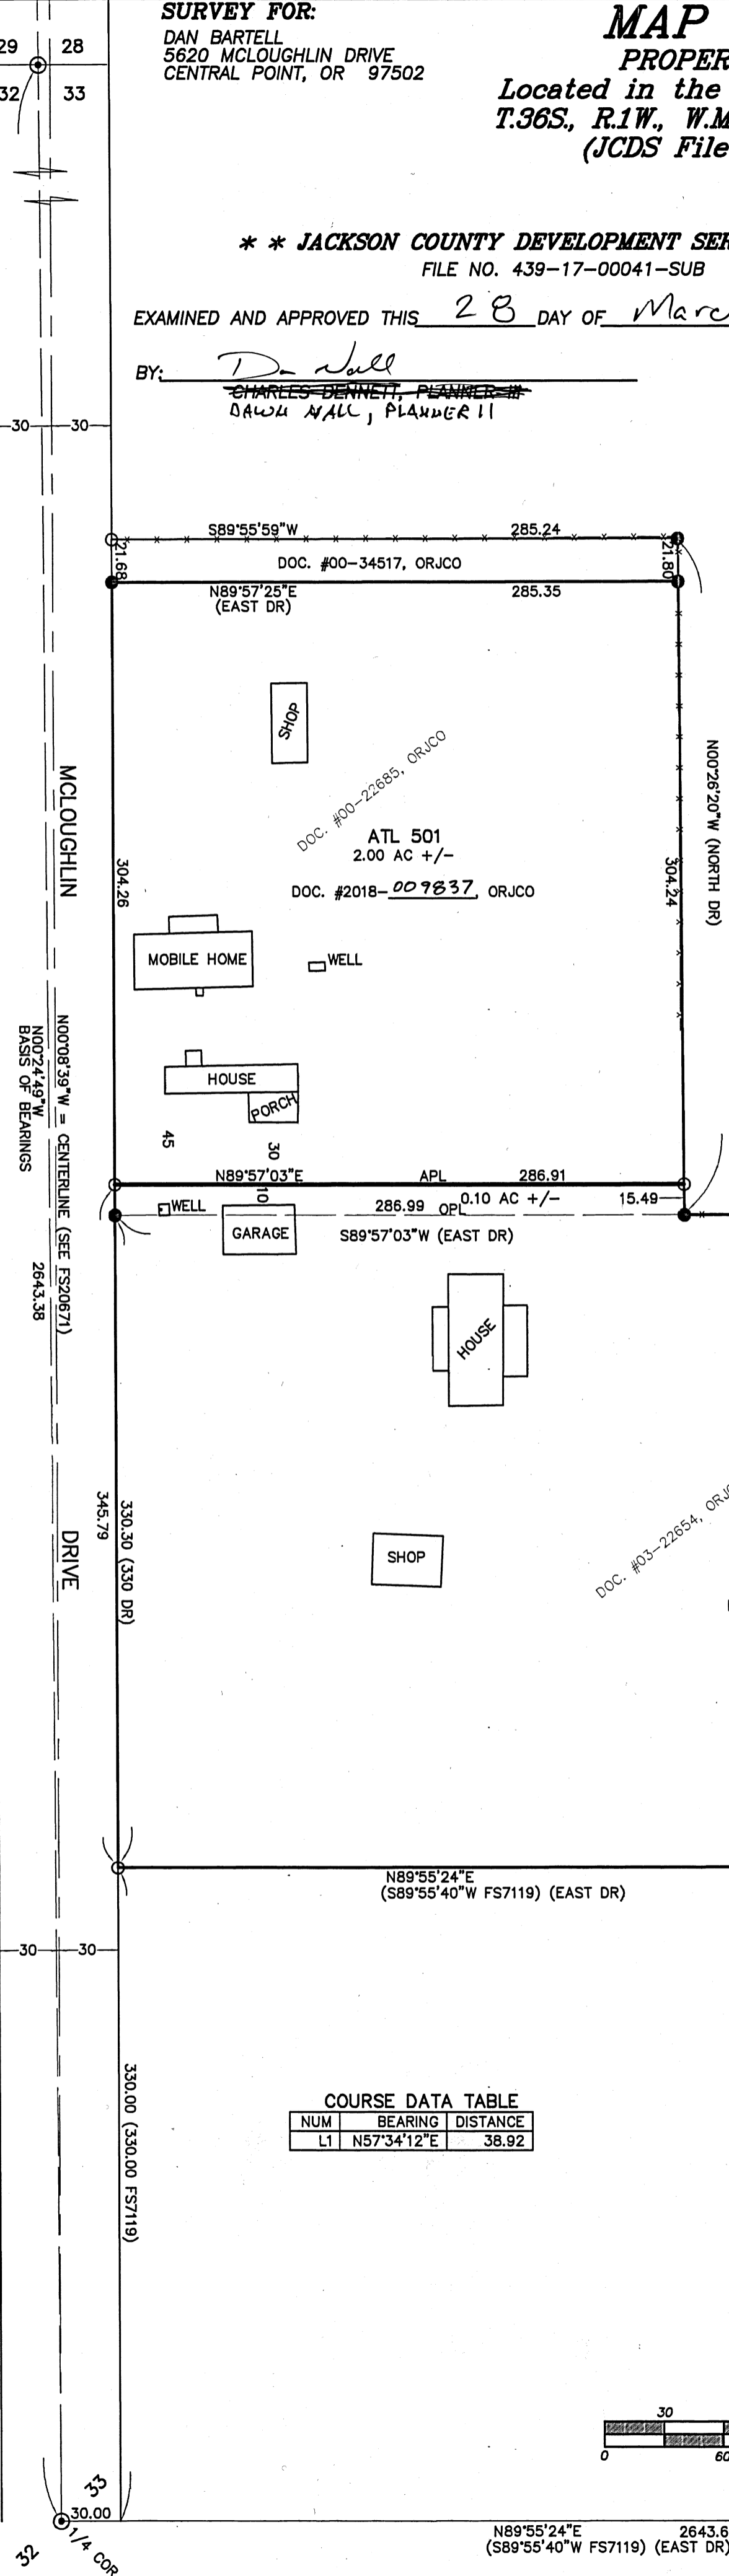 SURVEY FOR:
DAN BARTELL
5620 MCLOUGHLIN DRIVE
CENTRAL POINT, OR 97502
MAP
PROPER
Located in the
T.36S., R.1W., W.M
(JCDS File
29 28
32 33
* * JACKSON COUNTY DEVELOPMENT SER
FILE NO. 439-17-00041-SUB
EXAMINED AND APPROVED THIS 28 DAY OF Marc
BY:
CHARLES BENNETT, PLANNER III
DAWN NALL, PLANNER II
30 30
S89°55'59"W 285.24
21.68
DOC. #00-34517, ORJCO
21.80
N89°57'25"E 285.35
(EAST DR)
SHOP
DOC. #00-22685, ORJCO
N00°26'20"W (NORTH DR)
MCLOUGHLIN
ATL 501
2.00 AC +/-
304.26
304.24
DOC. #2018-009837, ORJCO
MOBILE HOME
WELL
N00°08'39"W = CENTERLINE (SEE FS20671)
N00°24'49"W
BASIS OF BEARINGS
2643.38
HOUSE
PORCH
45
30
N89°57'03"E APL 286.91
10
WELL
286.99 OPL
0.10 AC +/-
15.49
GARAGE
S89°57'03"W (EAST DR)
HOUSE
345.79
330.30 (330 DR)
DRIVE
SHOP
DOC. #03-22654, ORJC
N89°55'24"E
(S89°55'40"W FS7119) (EAST DR)
30 30
330.00 (330.00 FS7119)
COURSE DATA TABLE
NUM BEARING DISTANCE
L1 N57°34'12"E 38.92
30
0 60
33
30.00
1/4 COR
32
N89°55'24"E 2643.6
(S89°55'40"W FS7119) (EAST DR)